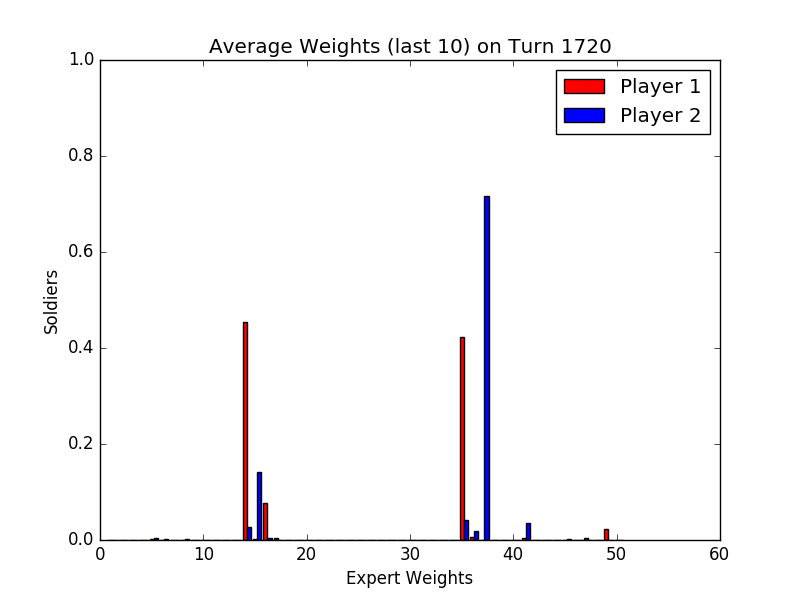 Average Weights (last 10) on Turn 1720
1.0
0.8
0.6
0.4
0.2
0.0
Soldiers
Player 1
Player 2
0 10 20 30 40 50 60
Expert Weights